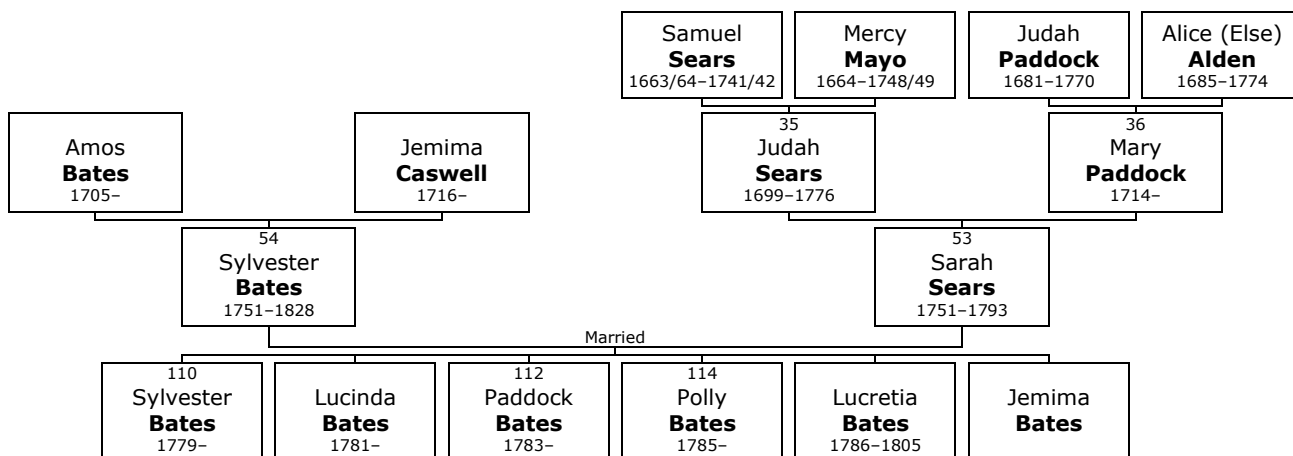 Samuel
Sears
1663/64–1741/42
Mercy
Mayo
1664–1748/49
Judah
Paddock
1681–1770
Alice (Else)
Alden
1685–1774
Amos
Bates
1705–
Jemima
Caswell
1716–
35
Judah
Sears
1699–1776
36
Mary
Paddock
1714–
54
Sylvester
Bates
1751–1828
53
Sarah
Sears
1751–1793
Married
110
Sylvester
Bates
1779–
Lucinda
Bates
1781–
112
Paddock
Bates
1783–
114
Polly
Bates
1785–
Lucretia
Bates
1786–1805
Jemima
Bates